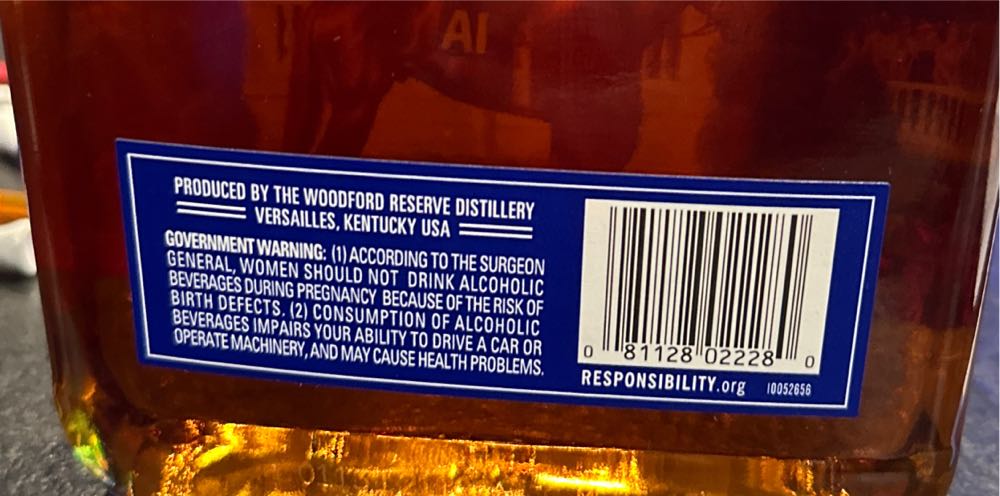 AI
PRODUCED BY THE WOODFORD RESERVE DISTILLERY
VERSAILLES, KENTUCKY USA
GOVERNMENT WARNING: (1) ACCORDING TO THE SURGEON
GENERAL, WOMEN SHOULD NOT DRINK ALCOHOLIC
BEVERAGES DURING PREGNANCY BECAUSE OF THE RISK OF
BIRTH DEFECTS. (2) CONSUMPTION OF ALCOHOLIC
BEVERAGES IMPAIRS YOUR ABILITY TO DRIVE A CAR OR
OPERATE MACHINERY, AND MAY CAUSE HEALTH PROBLEMS.
0 81128 02228 0
RESPONSIBILITY.org 10052656